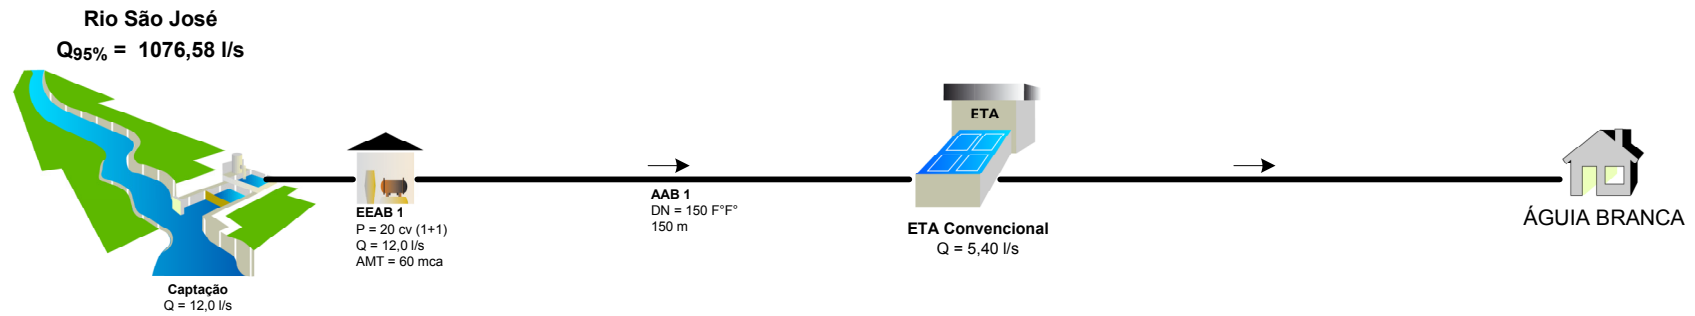 Rio São José
Q95% = 1076,58 l/s
Captação
Q = 12,0 l/s
EEAB 1
P = 20 cv (1+1)
Q = 12,0 l/s
AMT = 60 mca
AAB 1
DN = 150 F°F°
150 m
ETA
ETA Convencional
Q = 5,40 l/s
ÁGUIA BRANCA